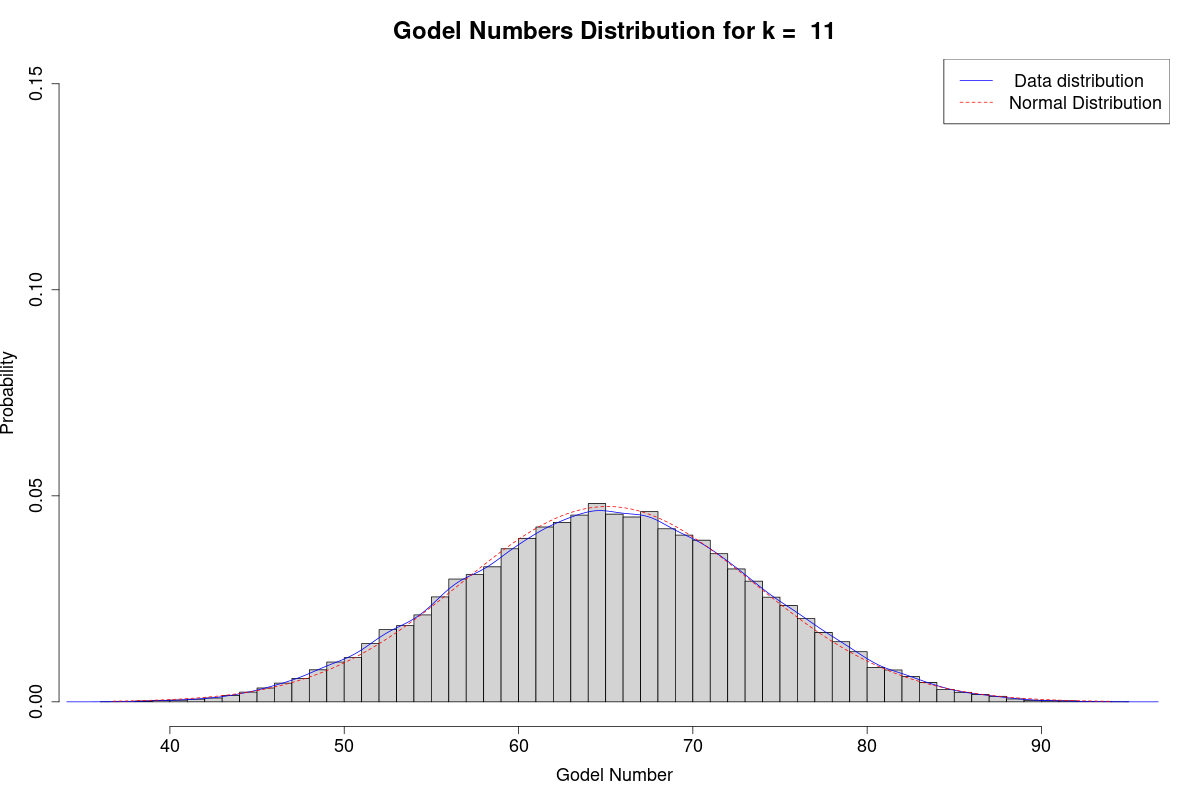 Godel Numbers Distribution for k =  11
Data distribution
Normal Distribution
0.15
0.10
0.05
0.00
Probability
40 50 60 70 80 90
Godel Number